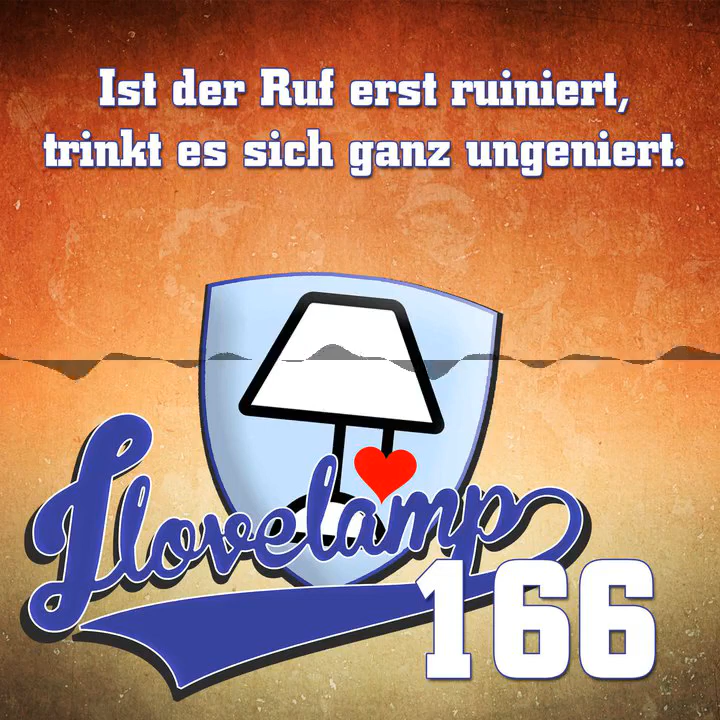 Ist der Ruf erst ruiniert,
trinkt es sich ganz ungeniert.
Ilovelamp
166